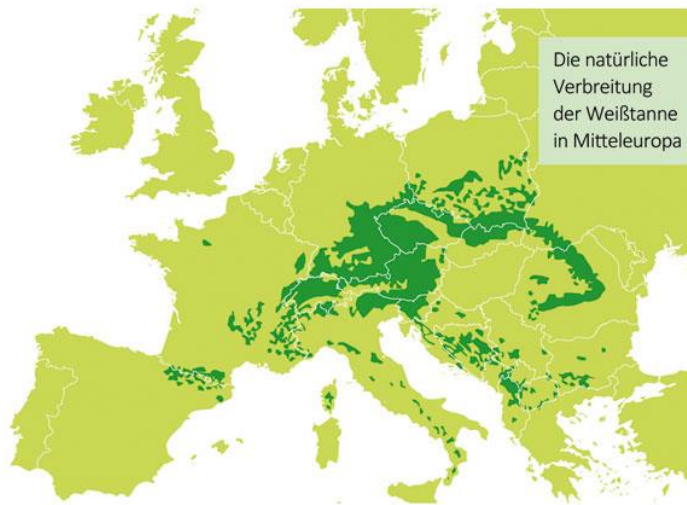 Die natürliche
Verbreitung
der Weißtanne
in Mitteleuropa